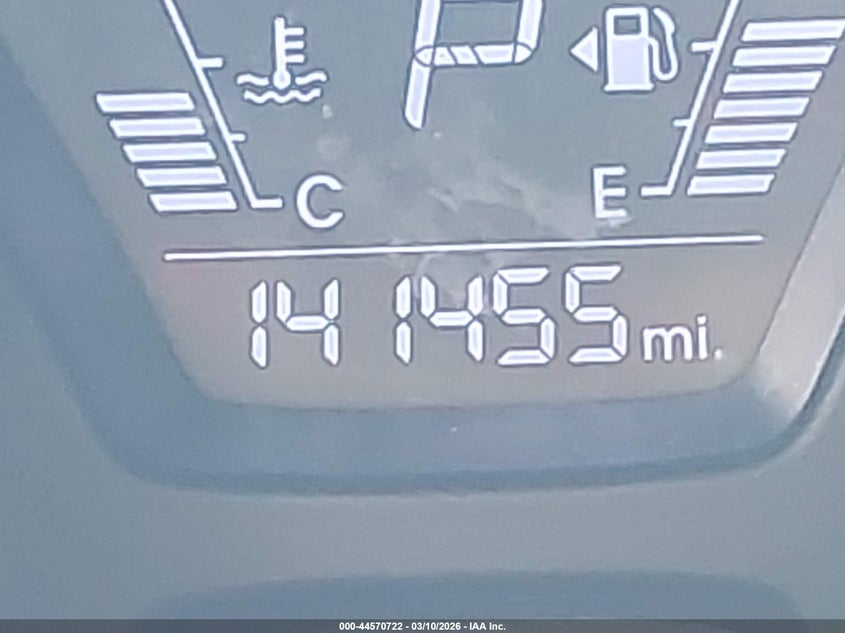 P
C E
141455 mi.
000-44570722 - 03/10/2026 - IAA Inc.